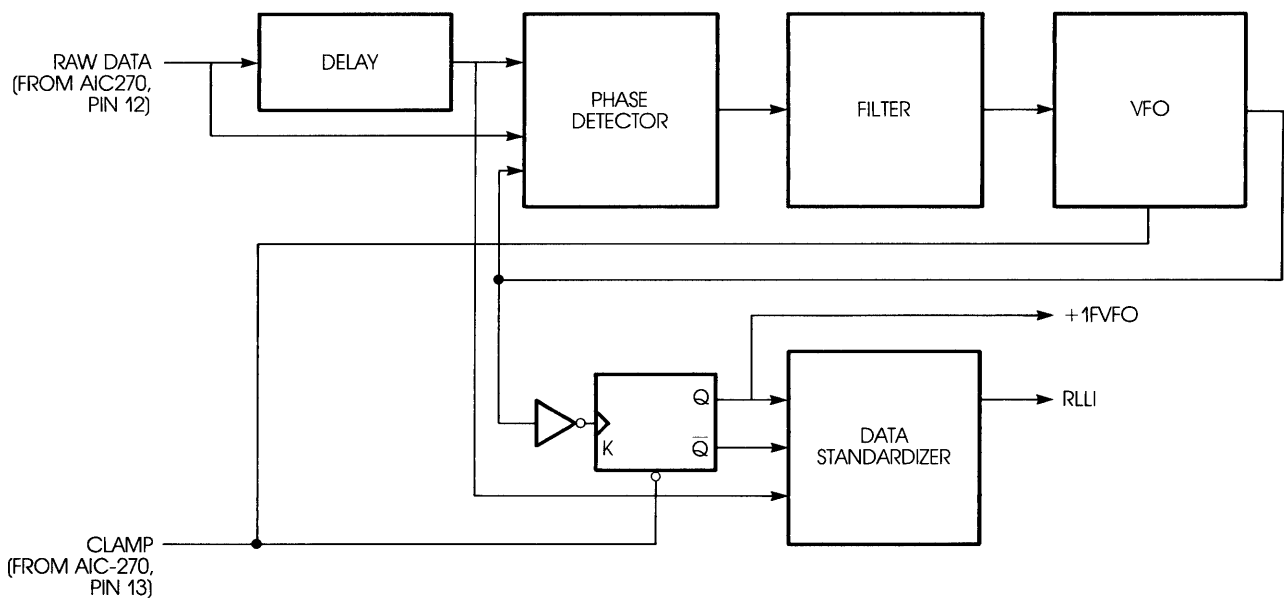 RAW DATA
(FROM AIC270,
PIN 12)
DELAY
PHASE
DETECTOR
FILTER
VFO
+1FVFO
Q
K
Q̅
DATA
STANDARDIZER
RLLI
CLAMP
(FROM AIC-270,
PIN 13)